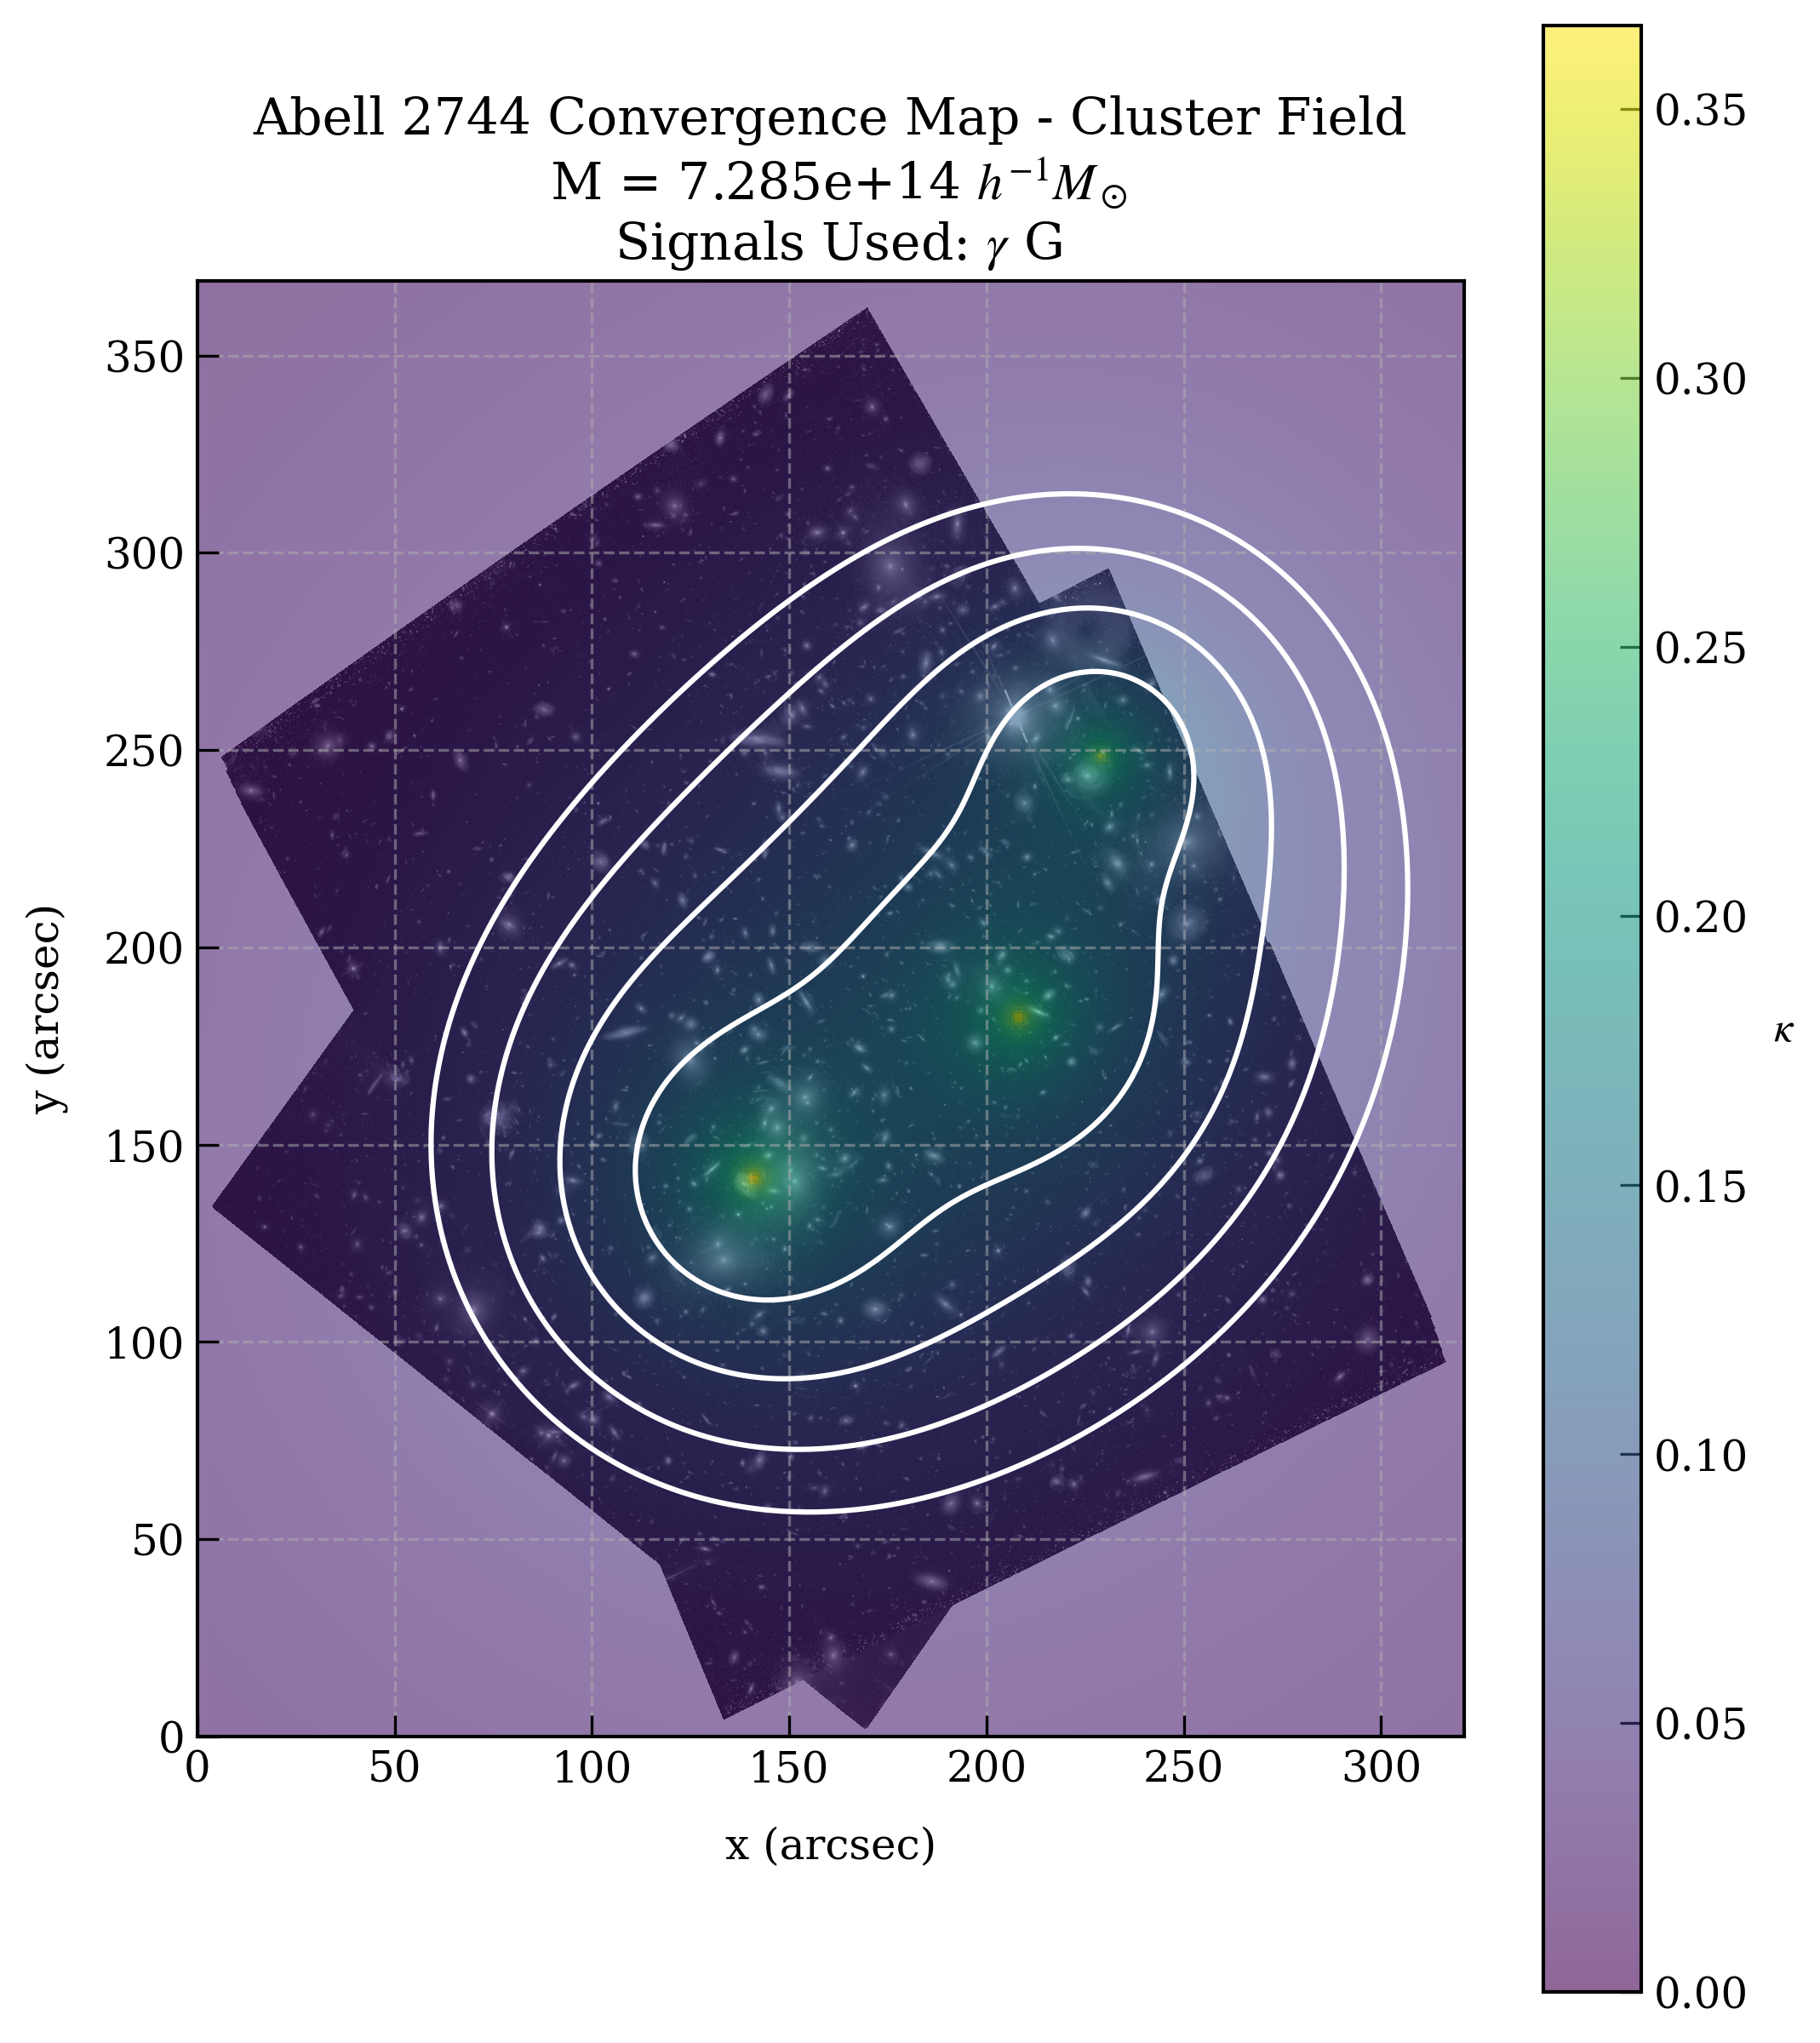 Abell 2744 Convergence Map - Cluster Field
M = 7.285e+14 h⁻¹M⊙
Signals Used: γ G
0.35
0.30
0.25
0.20
0.15
0.10
0.05
0.00
κ
350
300
250
200
150
100
50
0
y (arcsec)
0 50 100 150 200 250 300
x (arcsec)